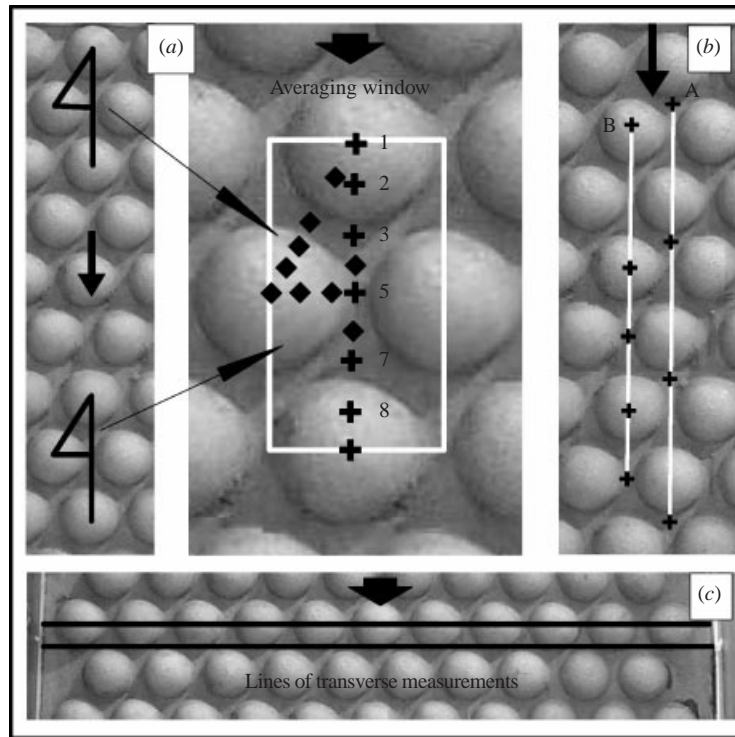 (a)
Averaging window
1
2
3
5
7
8
(b)
A
B
(c)
Lines of transverse measurements